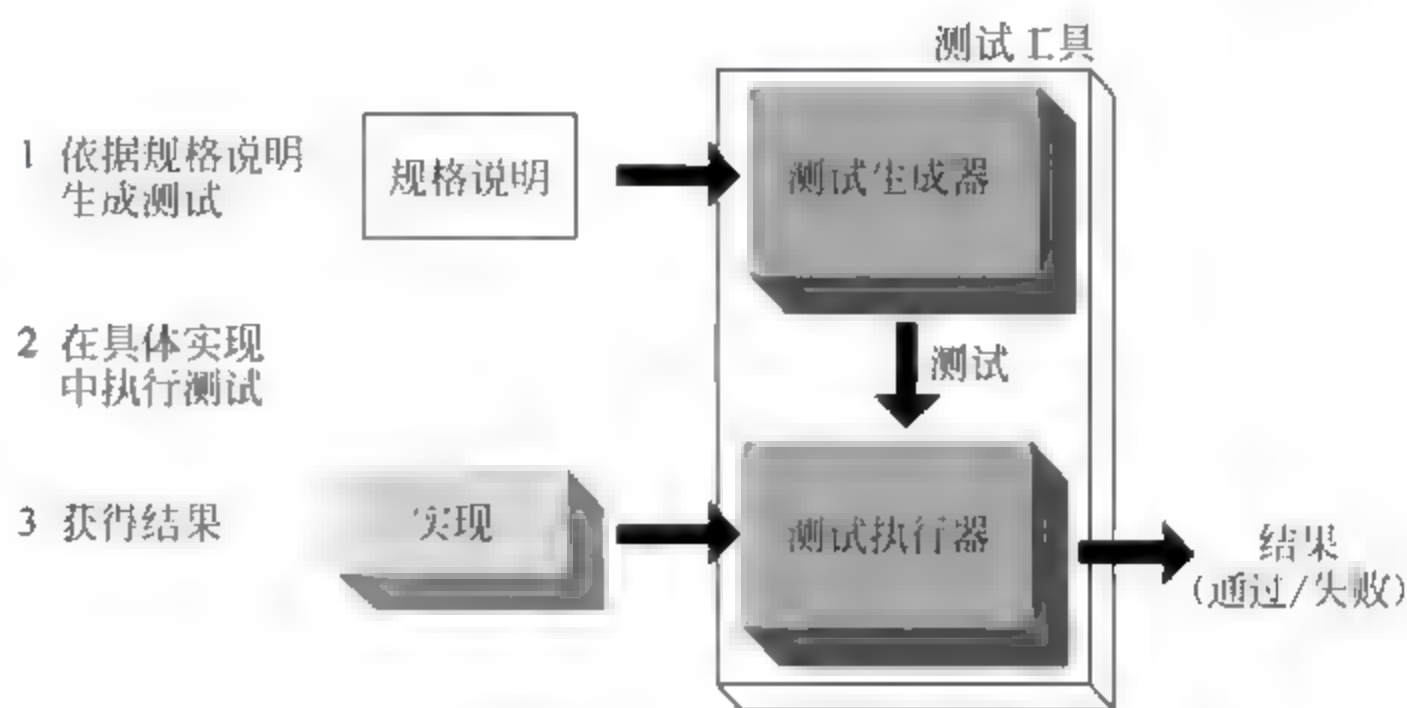 测试工具
1 依据规格说明
生成测试
规格说明
测试生成器
2 在具体实现
中执行测试
测试
3 获得结果
实现
测试执行器
结果
(通过/失败)